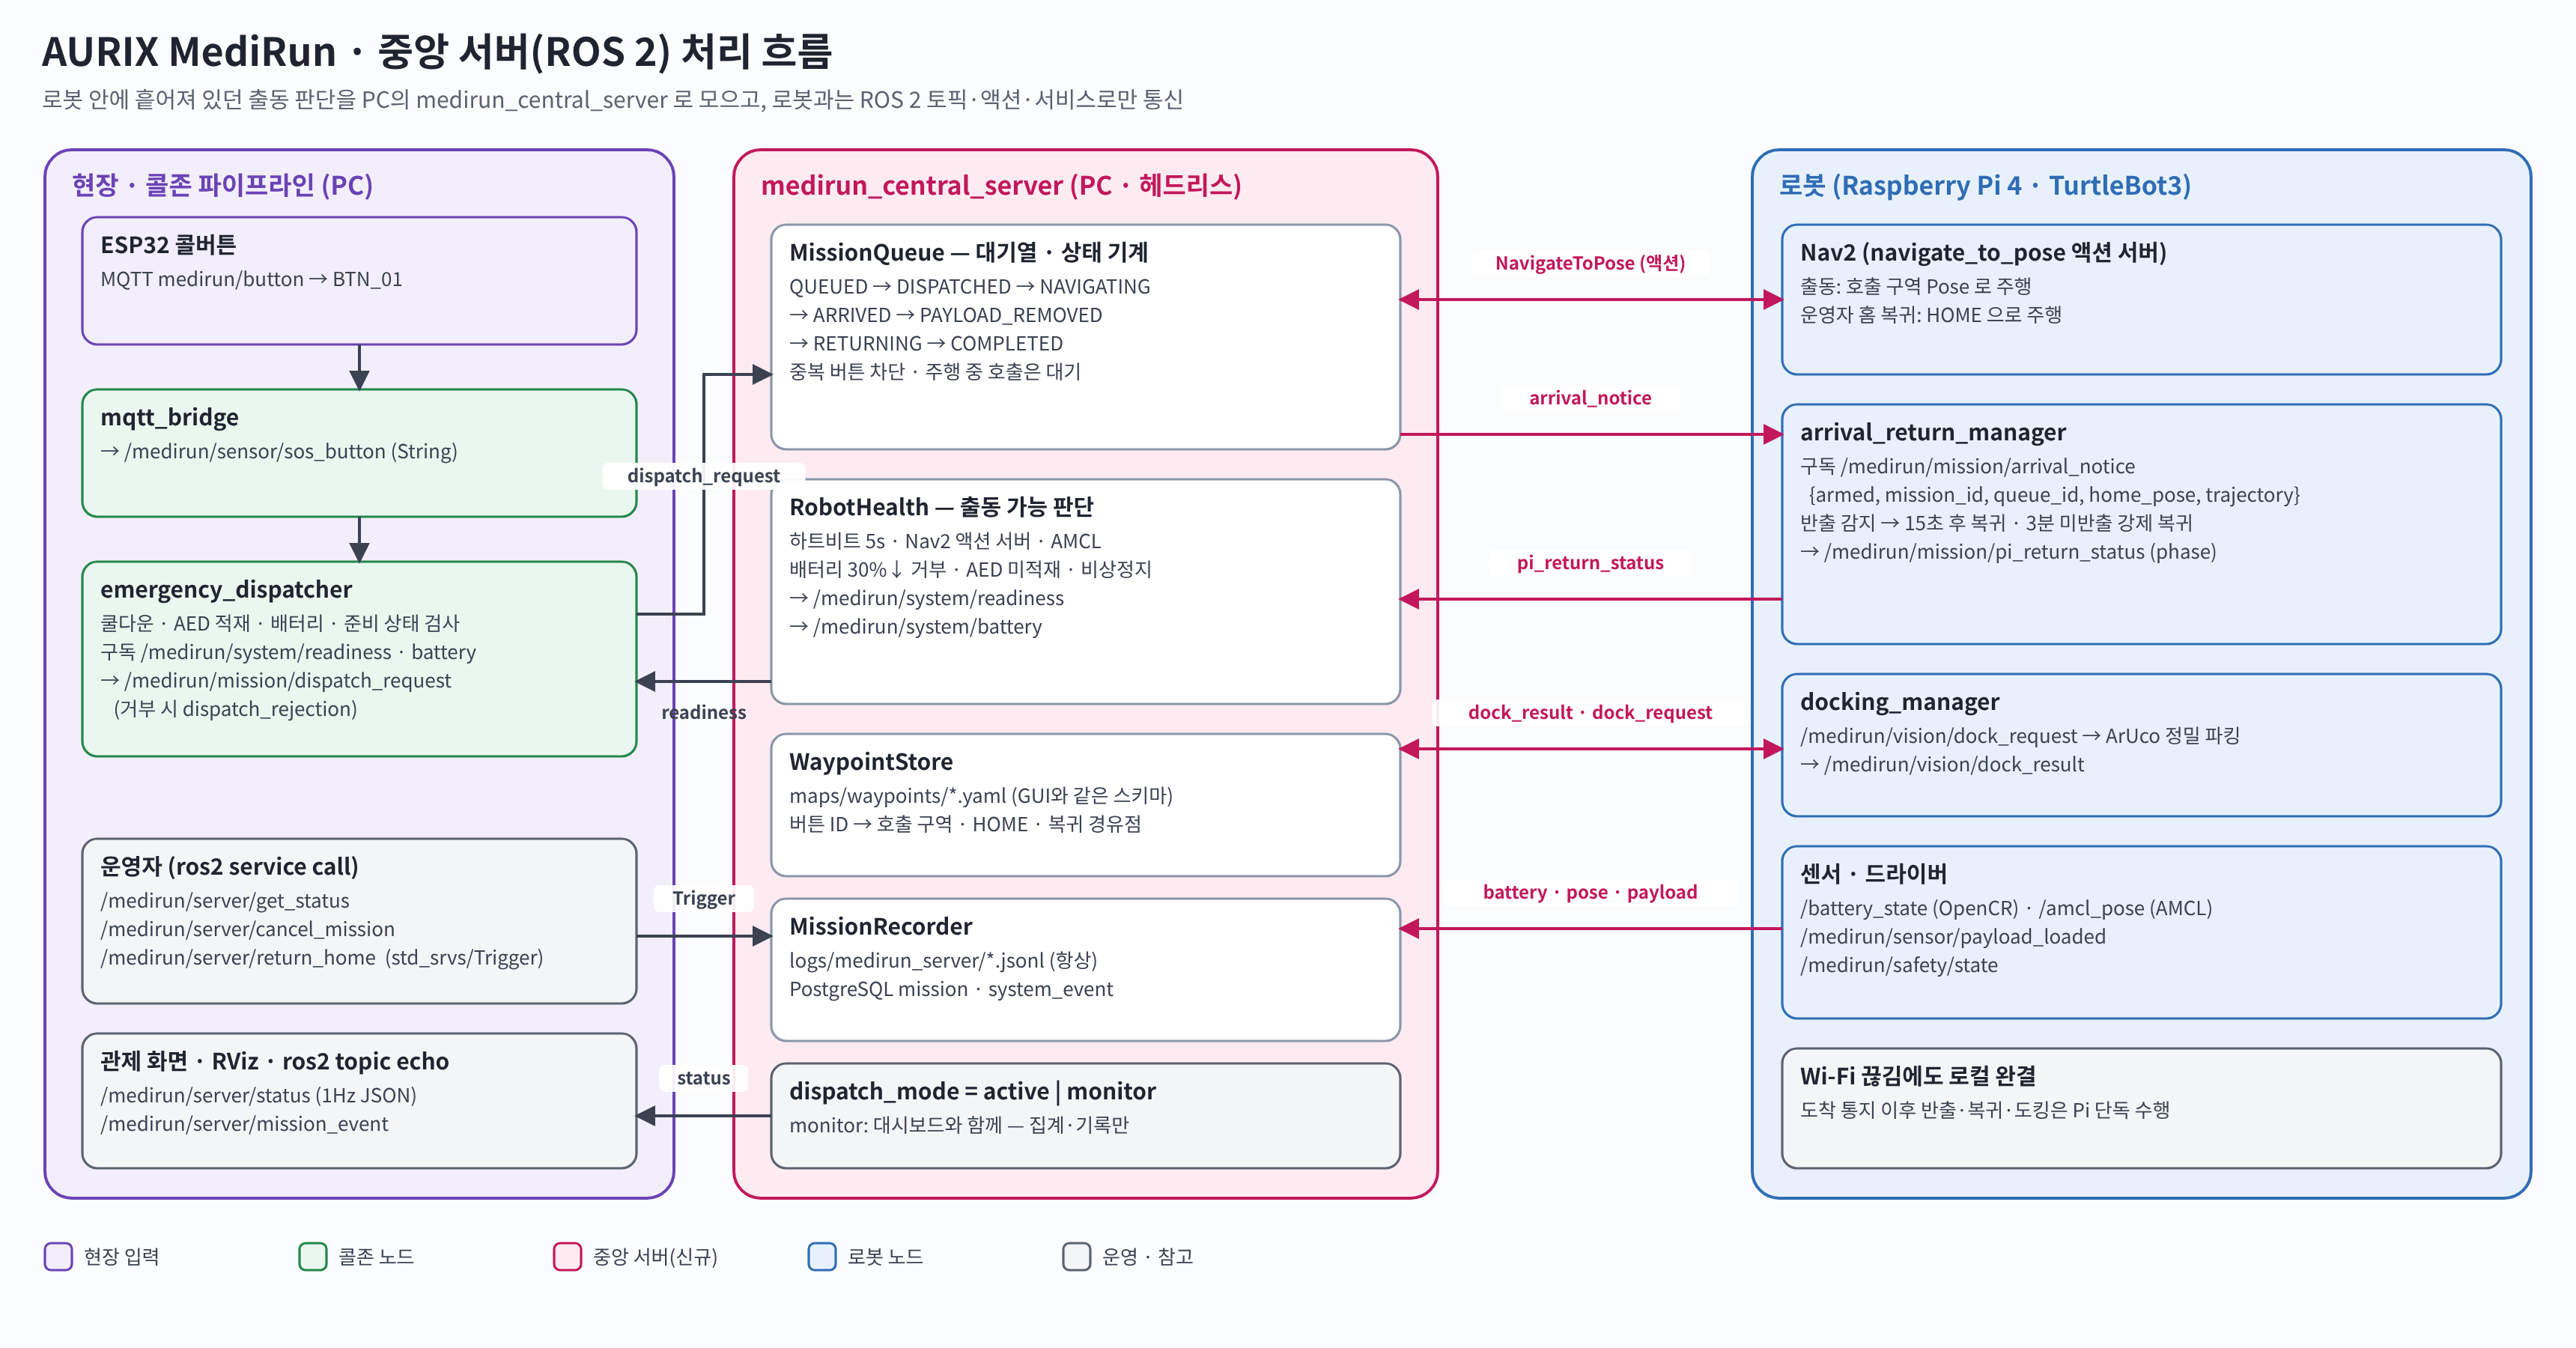 AURIX MediRun · 중앙 서버(ROS 2) 처리 흐름
로봇 안에 흩어져 있던 출동 판단을 PC의 medirun_central_server 로 모으고, 로봇과는 ROS 2 토픽·액션·서비스로만 통신
현장 · 콜존 파이프라인 (PC)
ESP32 콜버튼
MQTT medirun/button → BTN_01
mqtt_bridge
→ /medirun/sensor/sos_button (String)
emergency_dispatcher
쿨다운 · AED 적재 · 배터리 · 준비 상태 검사
구독 /medirun/system/readiness · battery
→ /medirun/mission/dispatch_request
(거부 시 dispatch_rejection)
운영자 (ros2 service call)
/medirun/server/get_status
/medirun/server/cancel_mission
/medirun/server/return_home (std_srvs/Trigger)
관제 화면 · RViz · ros2 topic echo
/medirun/server/status (1Hz JSON)
/medirun/server/mission_event
dispatch_request
readiness
Trigger
status
medirun_central_server (PC · 헤드리스)
MissionQueue — 대기열 · 상태 기계
QUEUED → DISPATCHED → NAVIGATING
→ ARRIVED → PAYLOAD_REMOVED
→ RETURNING → COMPLETED
중복 버튼 차단 · 주행 중 호출은 대기
RobotHealth — 출동 가능 판단
하트비트 5s · Nav2 액션 서버 · AMCL
배터리 30%↓ 거부 · AED 미적재 · 비상정지
→ /medirun/system/readiness
→ /medirun/system/battery
WaypointStore
maps/waypoints/*.yaml (GUI와 같은 스키마)
버튼 ID → 호출 구역 · HOME · 복귀 경유점
MissionRecorder
logs/medirun_server/*.jsonl (항상)
PostgreSQL mission · system_event
dispatch_mode = active | monitor
monitor: 대시보드와 함께 — 집계·기록만
NavigateToPose (액션)
arrival_notice
pi_return_status
dock_result · dock_request
battery · pose · payload
로봇 (Raspberry Pi 4 · TurtleBot3)
Nav2 (navigate_to_pose 액션 서버)
출동: 호출 구역 Pose 로 주행
운영자 홈 복귀: HOME 으로 주행
arrival_return_manager
구독 /medirun/mission/arrival_notice
{armed, mission_id, queue_id, home_pose, trajectory}
반출 감지 → 15초 후 복귀 · 3분 미반출 강제 복귀
→ /medirun/mission/pi_return_status (phase)
docking_manager
/medirun/vision/dock_request → ArUco 정밀 파킹
→ /medirun/vision/dock_result
센서 · 드라이버
/battery_state (OpenCR) · /amcl_pose (AMCL)
/medirun/sensor/payload_loaded
/medirun/safety/state
Wi-Fi 끊김에도 로컬 완결
도착 통지 이후 반출·복귀·도킹은 Pi 단독 수행
현장 입력
콜존 노드
중앙 서버(신규)
로봇 노드
운영 · 참고